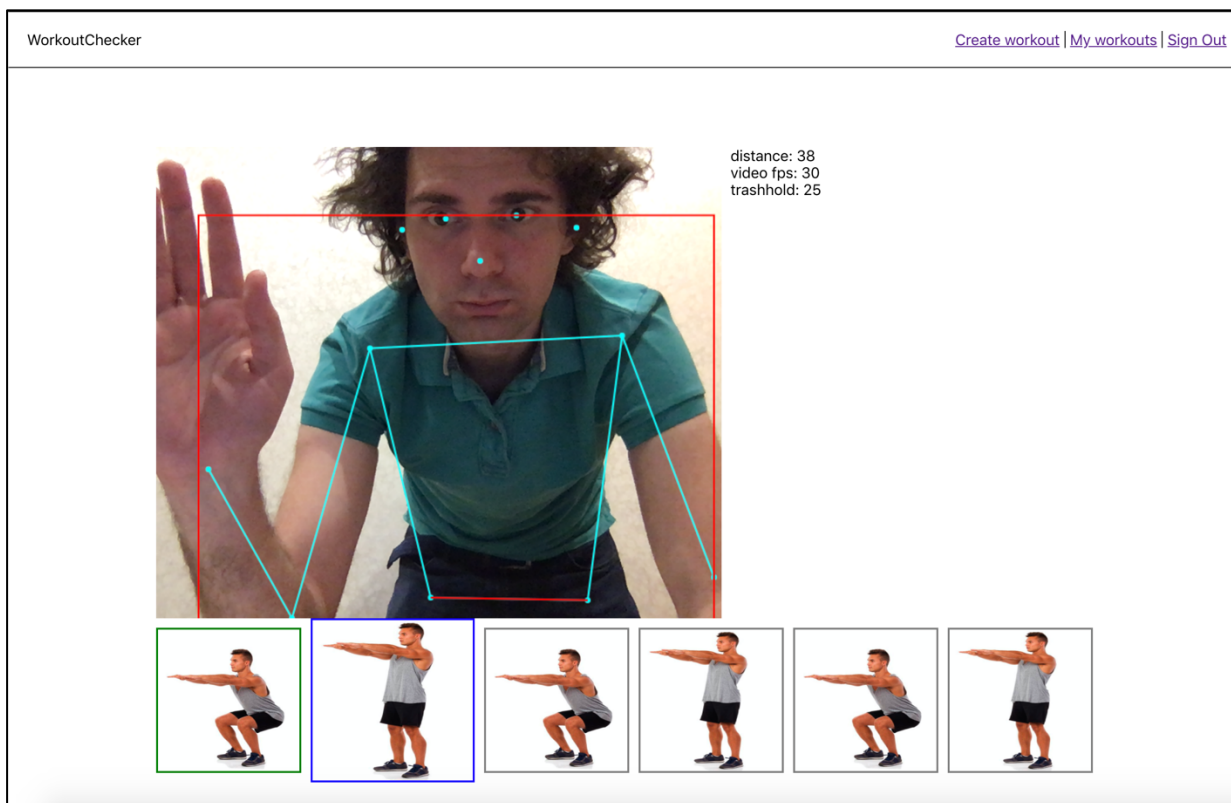 WorkoutChecker
Create workout | My workouts | Sign Out
distance: 38
video fps: 30
trashhold: 25